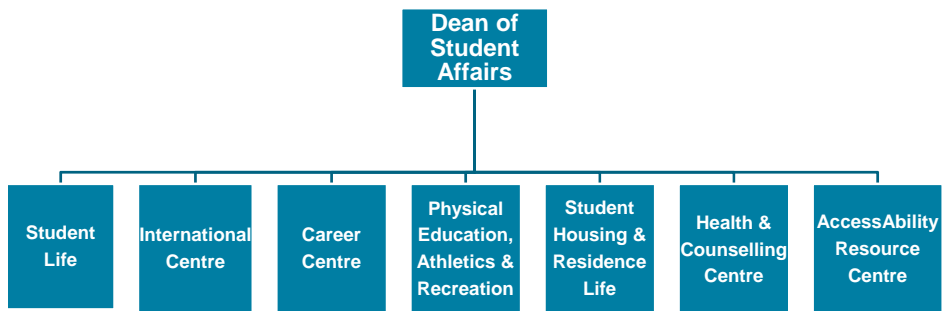 Dean of
Student
Affairs
Student
Life
International
Centre
Career
Centre
Physical
Education,
Athletics &
Recreation
Student
Housing &
Residence
Life
Health &
Counselling
Centre
AccessAbility
Resource
Centre